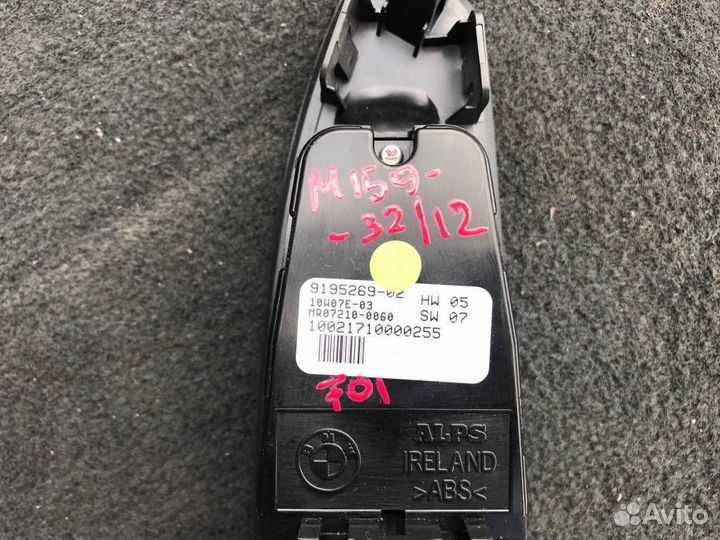 M159-
-32/12
9195269-02 HW 05
10W07E-03
MR07210-0060 SW 07
10021710000255
701
BMW
ALPS
IRELAND
>ABS<
Avito